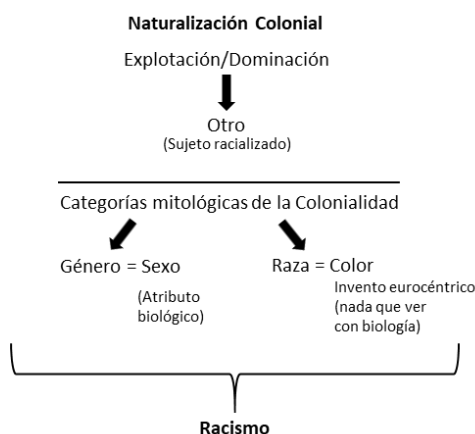 Naturalización Colonial
Explotación/Dominación
Otro
(Sujeto racializado)
Categorías mitológicas de la Colonialidad
Género = Sexo
(Atributo
biológico)
Raza = Color
Invento eurocéntrico
(nada que ver
con biología)
Racismo